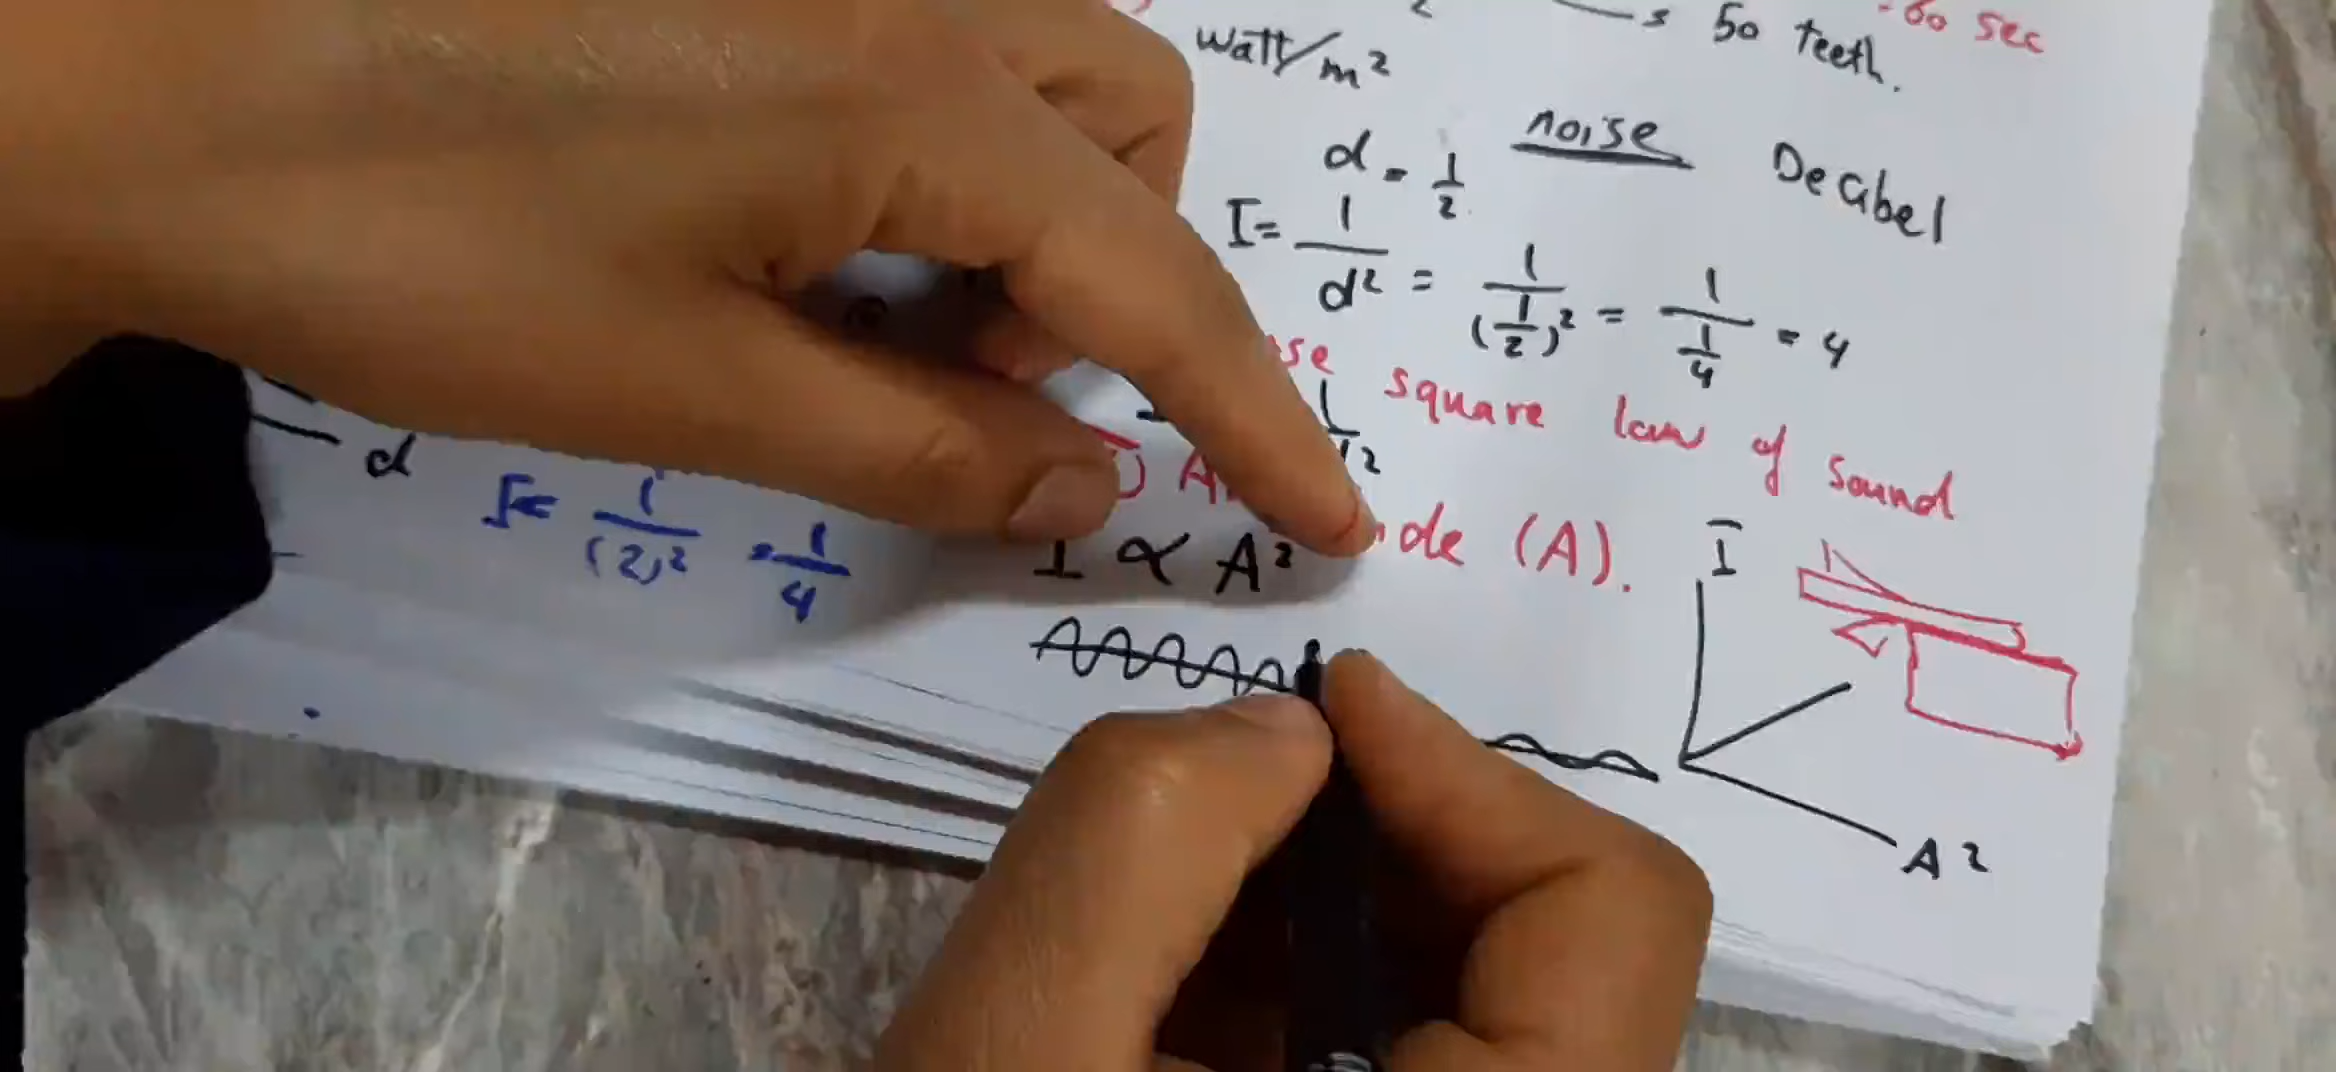 50 teeth.
60 sec
watt/m²
noise
Decibel
d = 1/2
I = 1/d² = 1/(1/2)² = 1/(1/4) = 4
square law of sound
d
I = 1/(2)² = 1/4
(A).
I ∝ A²
I
A²